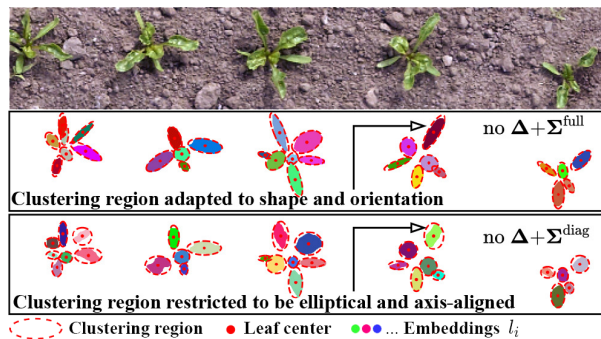 no Δ+Σ^full
Clustering region adapted to shape and orientation
no Δ+Σ^diag
Clustering region restricted to be elliptical and axis-aligned
Clustering region Leaf center ... Embeddings l_i